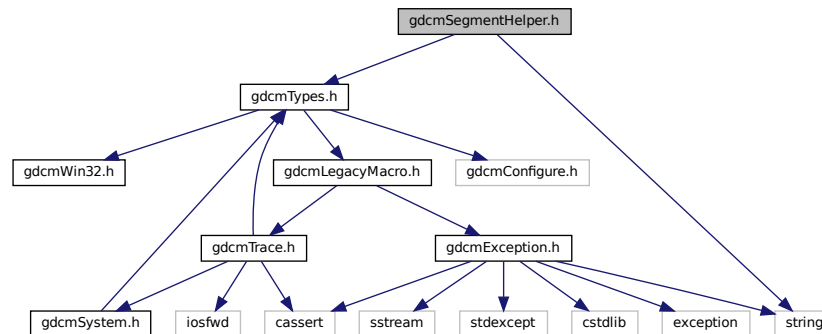 gdcmSegmentHelper.h
gdcmTypes.h
gdcmWin32.h
gdcmLegacyMacro.h
gdcmConfigure.h
gdcmTrace.h
gdcmException.h
gdcmSystem.h
iosfwd
cassert
sstream
stdexcept
cstdlib
exception
string